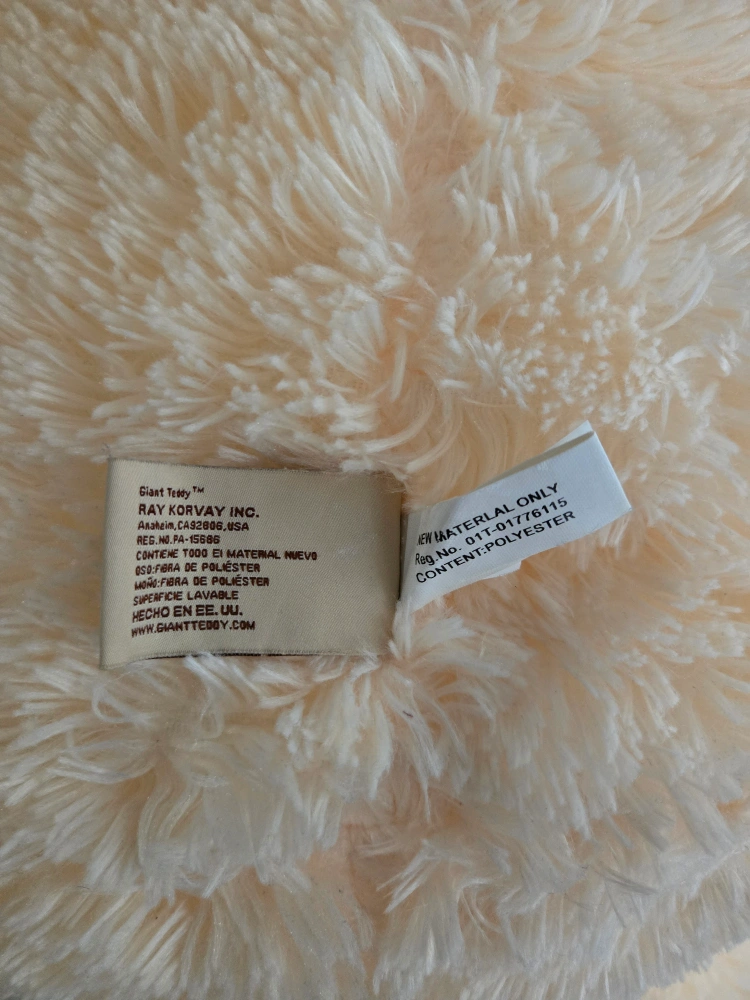 Giant Teddy™
RAY KORVAY INC.
Anaheim,CA92806,USA
REG.NO.PA-15686
CONTIENE TODO El MATERIAL NUEVO
OSO:FIBRA DE POLIÉSTER
MOÑO:FIBRA DE POLIÉSTER
SUPERFICIE LAVABLE
HECHO EN EE. UU.
WWW.GIANTTEDDY.COM
NEW MATERLAL ONLY
Reg.No. 01T-01776115
CONTENT:POLYESTER